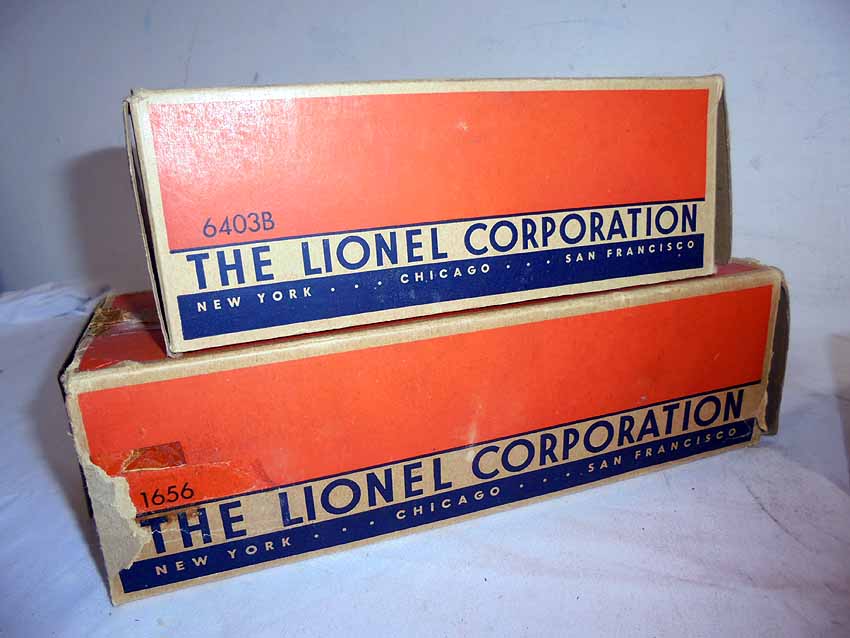 6403B
THE LIONEL CORPORATION
NEW YORK . . . CHICAGO . . . SAN FRANCISCO
1656
THE LIONEL CORPORATION
NEW YORK . . . CHICAGO . . . SAN FRANCISCO